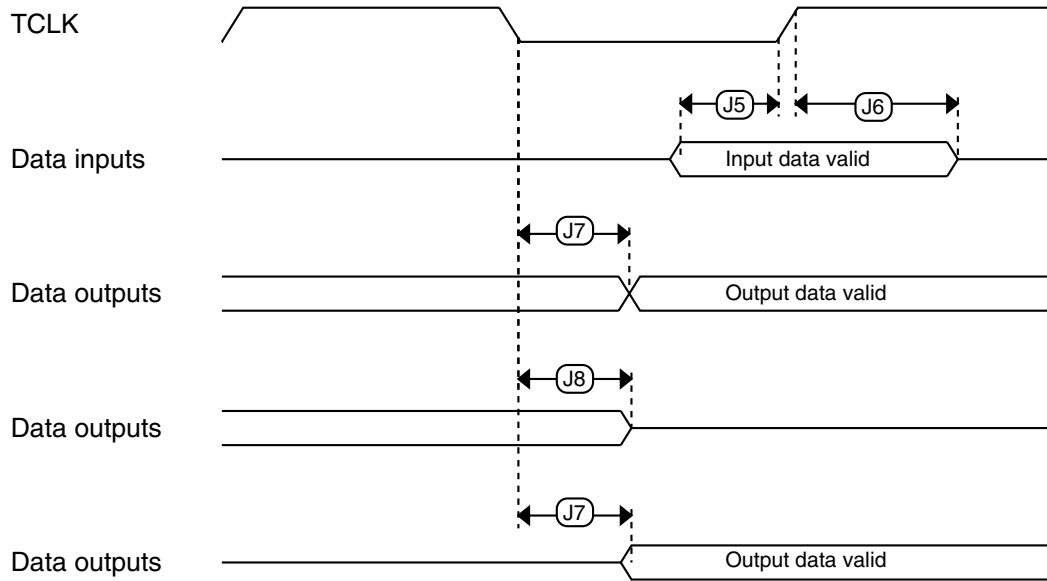 TCLK
J5
J6
Data inputs
Input data valid
J7
Data outputs
Output data valid
J8
Data outputs
J7
Data outputs
Output data valid